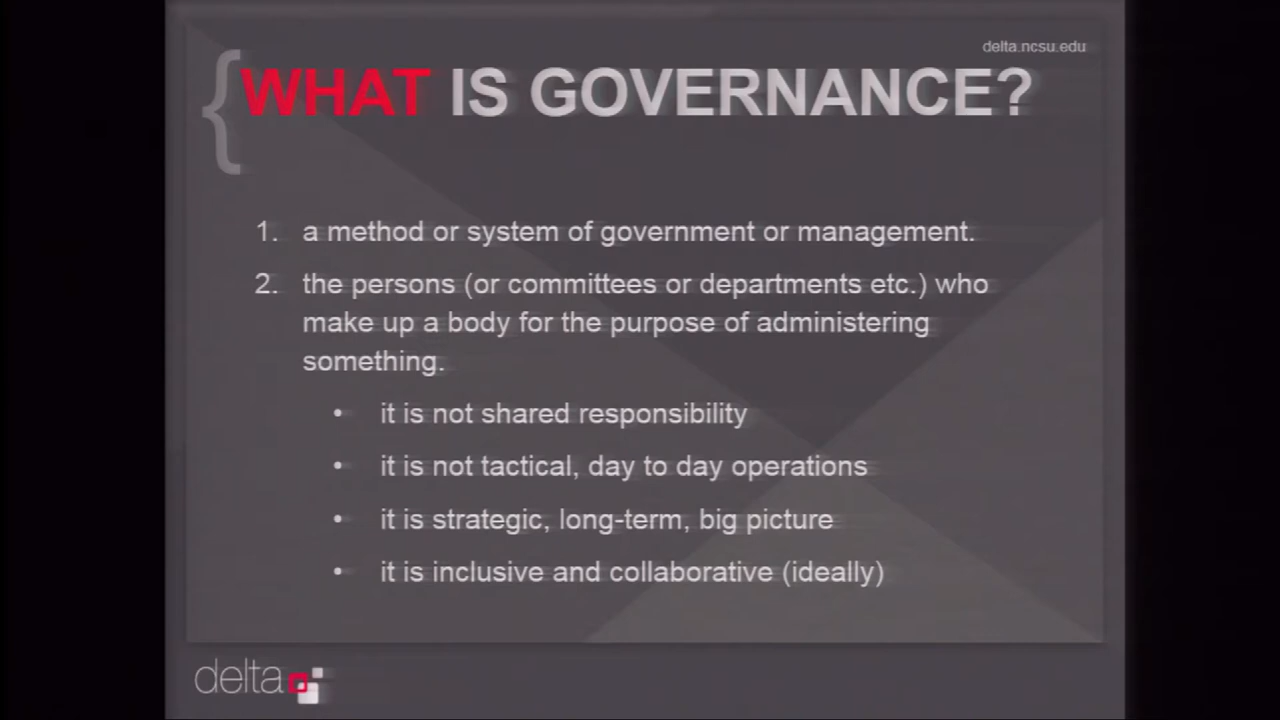 delta.ncsu.edu
{WHAT IS GOVERNANCE?
1. a method or system of government or management.
2. the persons (or committees or departments etc.) who
make up a body for the purpose of administering
something.
• it is not shared responsibility
• it is not tactical, day to day operations
• it is strategic, long-term, big picture
• it is inclusive and collaborative (ideally)
delta